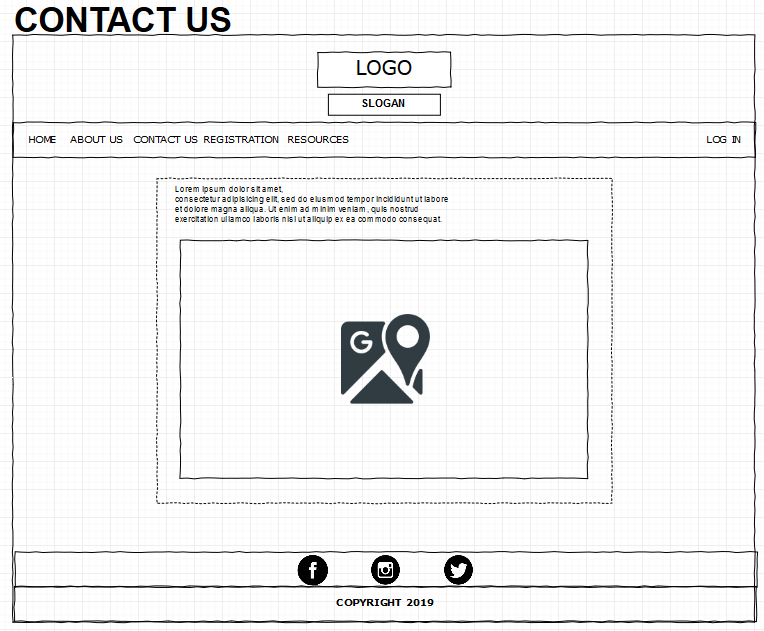 CONTACT US
LOGO
SLOGAN
HOME ABOUT US CONTACT US REGISTRATION RESOURCES LOG IN
Lorem ipsum dolor sit amet,
consectetur adipisicing elit, sed do eiusmod tempor incididunt ut labore
et dolore magna aliqua. Ut enim ad minim veniam, quis nostrud
exercitation ullamco laboris nisi ut aliquip ex ea commodo consequat.
G
COPYRIGHT 2019